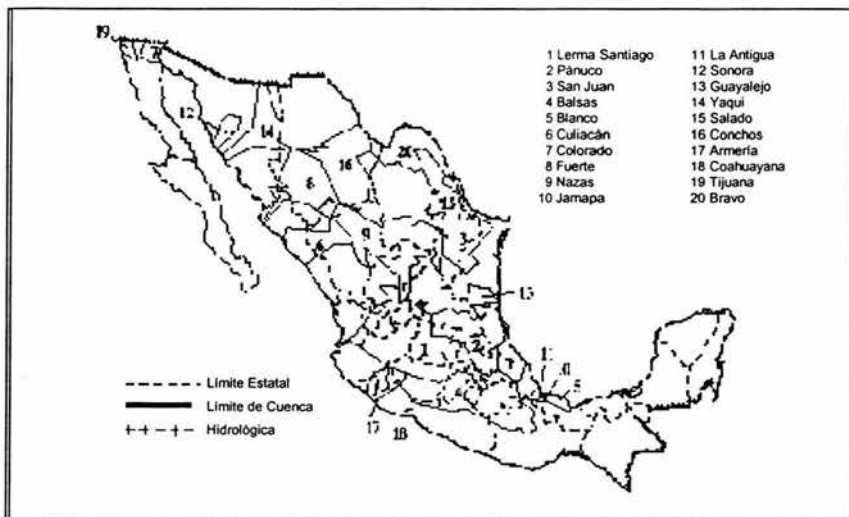 19
1 Lerma Santiago
2 Pánuco
3 San Juan
4 Balsas
5 Blanco
6 Culiacán
7 Colorado
8 Fuerte
9 Nazas
10 Jamapa
11 La Antigua
12 Sonora
13 Guayalejo
14 Yaqui
15 Salado
16 Conchos
17 Armería
18 Coahuayana
19 Tijuana
20 Bravo
12
14
16
20
8
15
3
9
6
13
1
2
11
5
17
18
Límite Estatal
Límite de Cuenca
Hidrológica